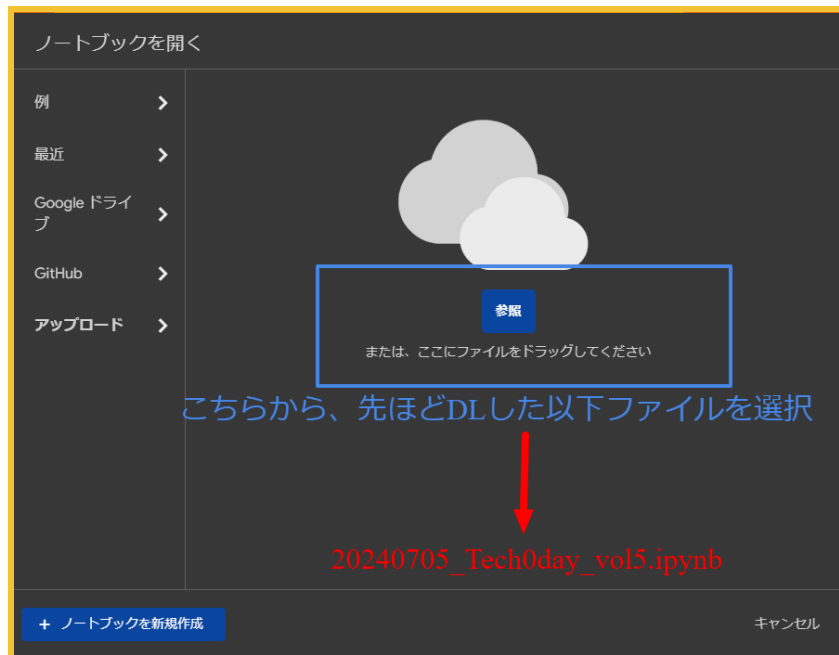 ノートブックを開く
例
最近
Google ドライ
ブ
GitHub
アップロード
参照
または、ここにファイルをドラッグしてください
こちらから、先ほどDLした以下ファイルを選択
20240705_Tech0day_vol5.ipynb
+ ノートブックを新規作成
キャンセル